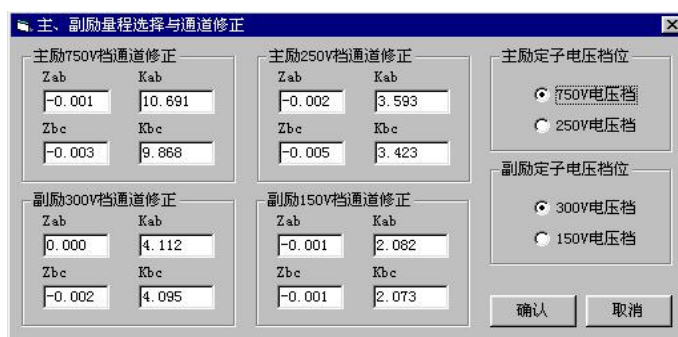 主、副励量程选择与通道修正
主励750V档通道修正
Zab Kab
-0.001 10.691
Zbc Kbc
-0.003 9.868
主励250V档通道修正
Zab Kab
-0.002 3.593
Zbc Kbc
-0.005 3.423
主励定子电压档位
750V电压档
250V电压档
副励300V档通道修正
Zab Kab
0.000 4.112
Zbc Kbc
-0.002 4.095
副励150V档通道修正
Zab Kab
-0.001 2.082
Zbc Kbc
-0.001 2.073
副励定子电压档位
300V电压档
150V电压档
确认 取消